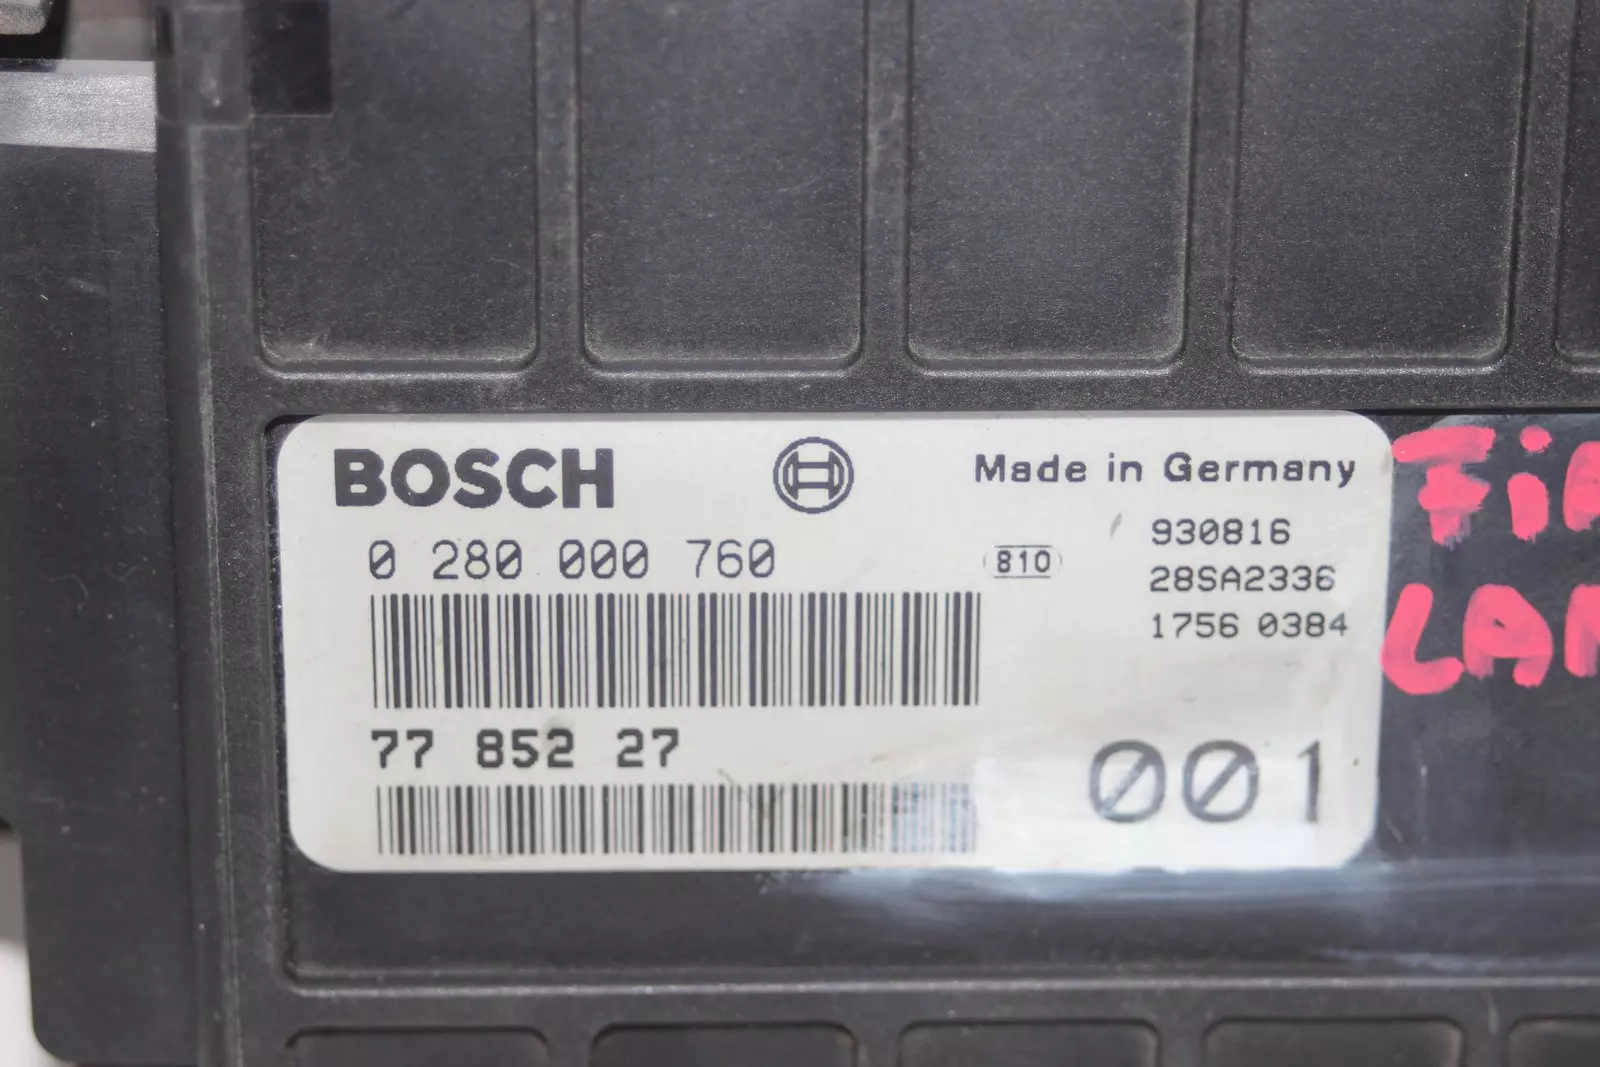 BOSCH
Made in Germany
0 280 000 760
810
930816
28SA2336
1756 0384
77 852 27
001